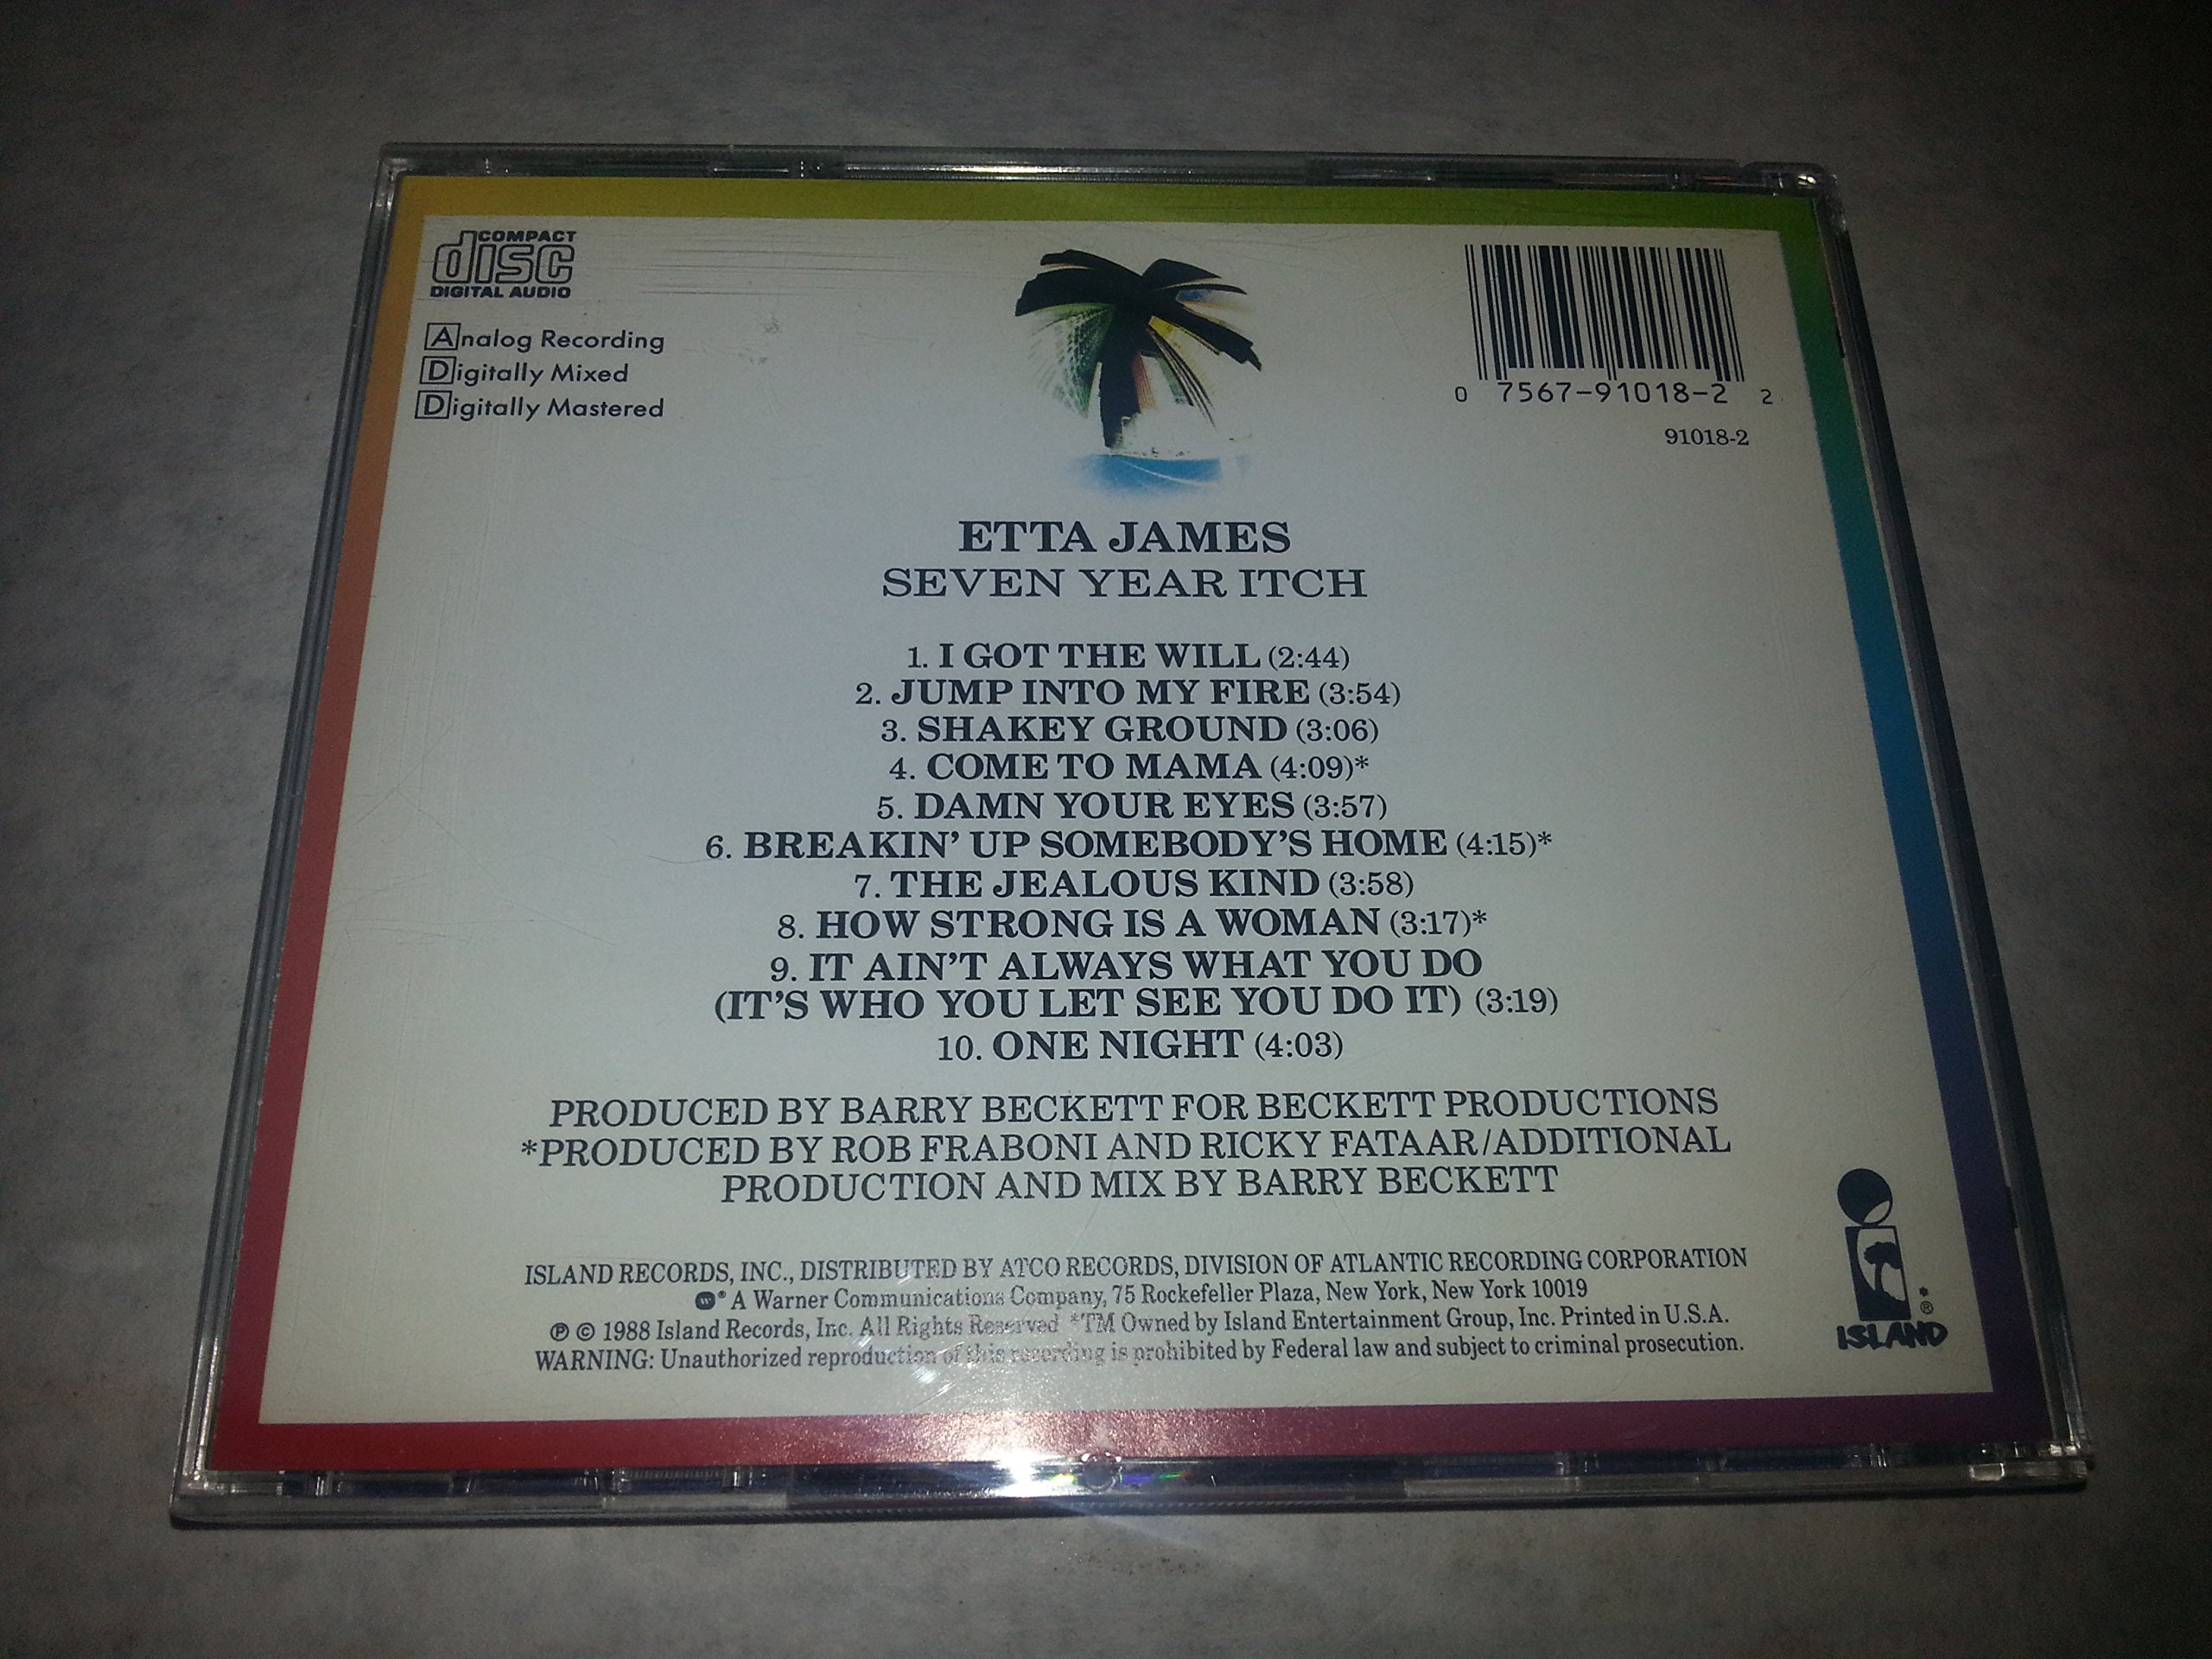 COMPACT
disc
DIGITAL AUDIO
Analog Recording
Digitally Mixed
Digitally Mastered
0 7567-91018-2 2
91018-2
ETTA JAMES
SEVEN YEAR ITCH
1. I GOT THE WILL (2:44)
2. JUMP INTO MY FIRE (3:54)
3. SHAKEY GROUND (3:06)
4. COME TO MAMA (4:09)*
5. DAMN YOUR EYES (3:57)
6. BREAKIN' UP SOMEBODY'S HOME (4:15)*
7. THE JEALOUS KIND (3:58)
8. HOW STRONG IS A WOMAN (3:17)*
9. IT AIN'T ALWAYS WHAT YOU DO
(IT'S WHO YOU LET SEE YOU DO IT) (3:19)
10. ONE NIGHT (4:03)
PRODUCED BY BARRY BECKETT FOR BECKETT PRODUCTIONS
*PRODUCED BY ROB FRABONI AND RICKY FATAAR/ADDITIONAL
PRODUCTION AND MIX BY BARRY BECKETT
ISLAND RECORDS, INC., DISTRIBUTED BY ATCO RECORDS, DIVISION OF ATLANTIC RECORDING CORPORATION
® A Warner Communications Company, 75 Rockefeller Plaza, New York, New York 10019
℗ © 1988 Island Records, Inc. All Rights Reserved *TM Owned by Island Entertainment Group, Inc. Printed in U.S.A.
WARNING: Unauthorized reproduction of this recording is prohibited by Federal law and subject to criminal prosecution.
*
®
ISLAND